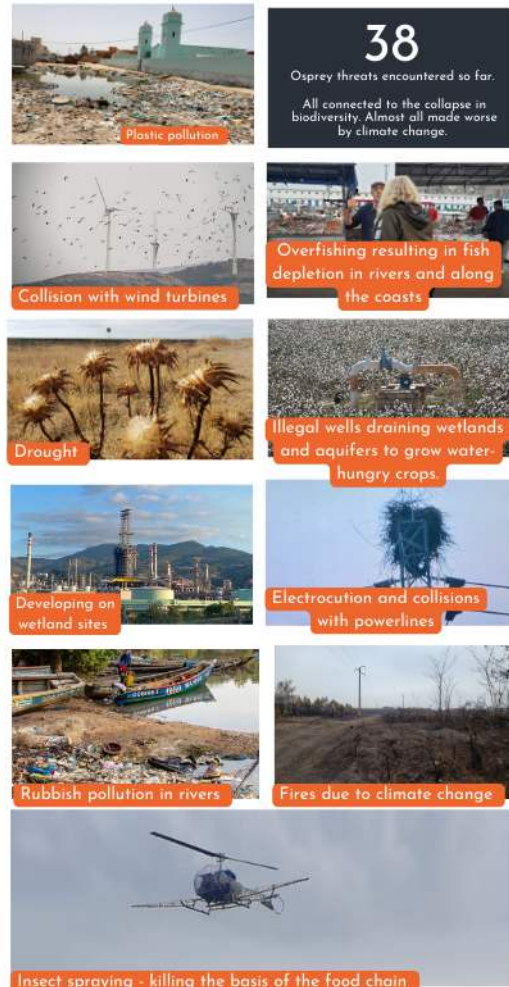 Plastic pollution
38
Osprey threats encountered so far.
All connected to the collapse in
biodiversity. Almost all made worse
by climate change.
Collision with wind turbines
Overfishing resulting in fish
depletion in rivers and along
the coasts
Drought
Illegal wells draining wetlands
and aquifers to grow water-
hungry crops.
Developing on
wetland sites
Electrocution and collisions
with powerlines
Rubbish pollution in rivers
Fires due to climate change
Insect spraying - killing the basis of the food chain